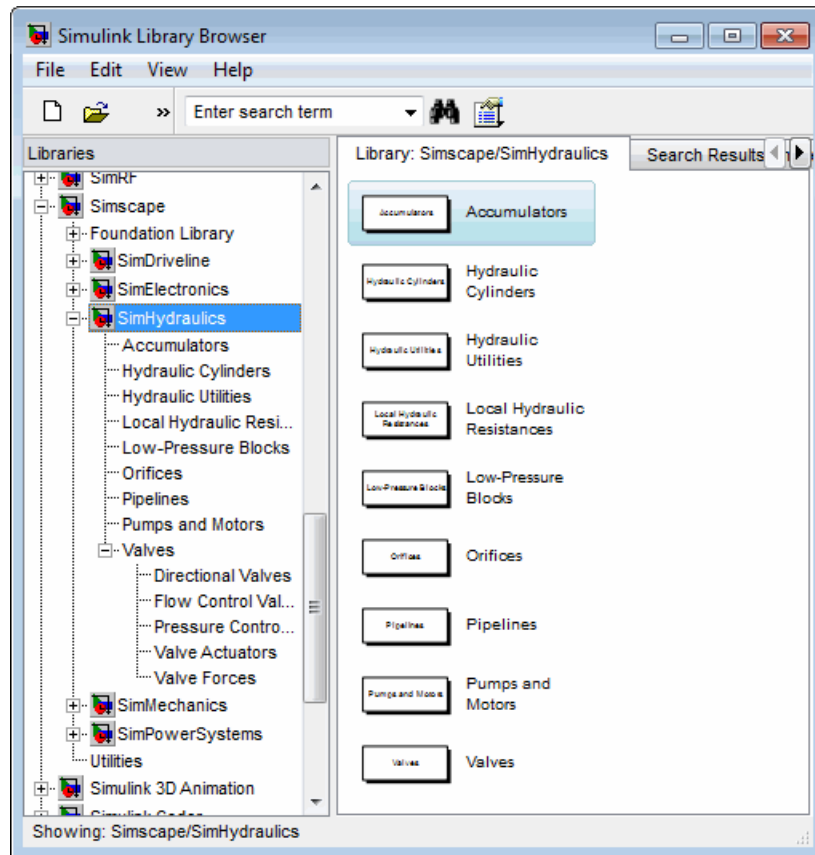 Simulink Library Browser
File Edit View Help
» Enter search term
Libraries
Library: Simscape/SimHydraulics
Search Results
SimRF
Simscape
Foundation Library
SimDriveline
SimElectronics
SimHydraulics
Accumulators
Hydraulic Cylinders
Hydraulic Utilities
Local Hydraulic Resi...
Low-Pressure Blocks
Orifices
Pipelines
Pumps and Motors
Valves
Directional Valves
Flow Control Val...
Pressure Contro...
Valve Actuators
Valve Forces
SimMechanics
SimPowerSystems
Utilities
Simulink 3D Animation
Simulink Coder
Accumulators
Accumulators
Hydraulic Cylinders
Hydraulic
Cylinders
Hydraulic Utilities
Hydraulic
Utilities
Local Hydraulic
Resistances
Local Hydraulic
Resistances
Low-Pressure Blocks
Low-Pressure
Blocks
Orifices
Orifices
Pipelines
Pipelines
Pumps and Motors
Pumps and
Motors
Valves
Valves
Showing: Simscape/SimHydraulics